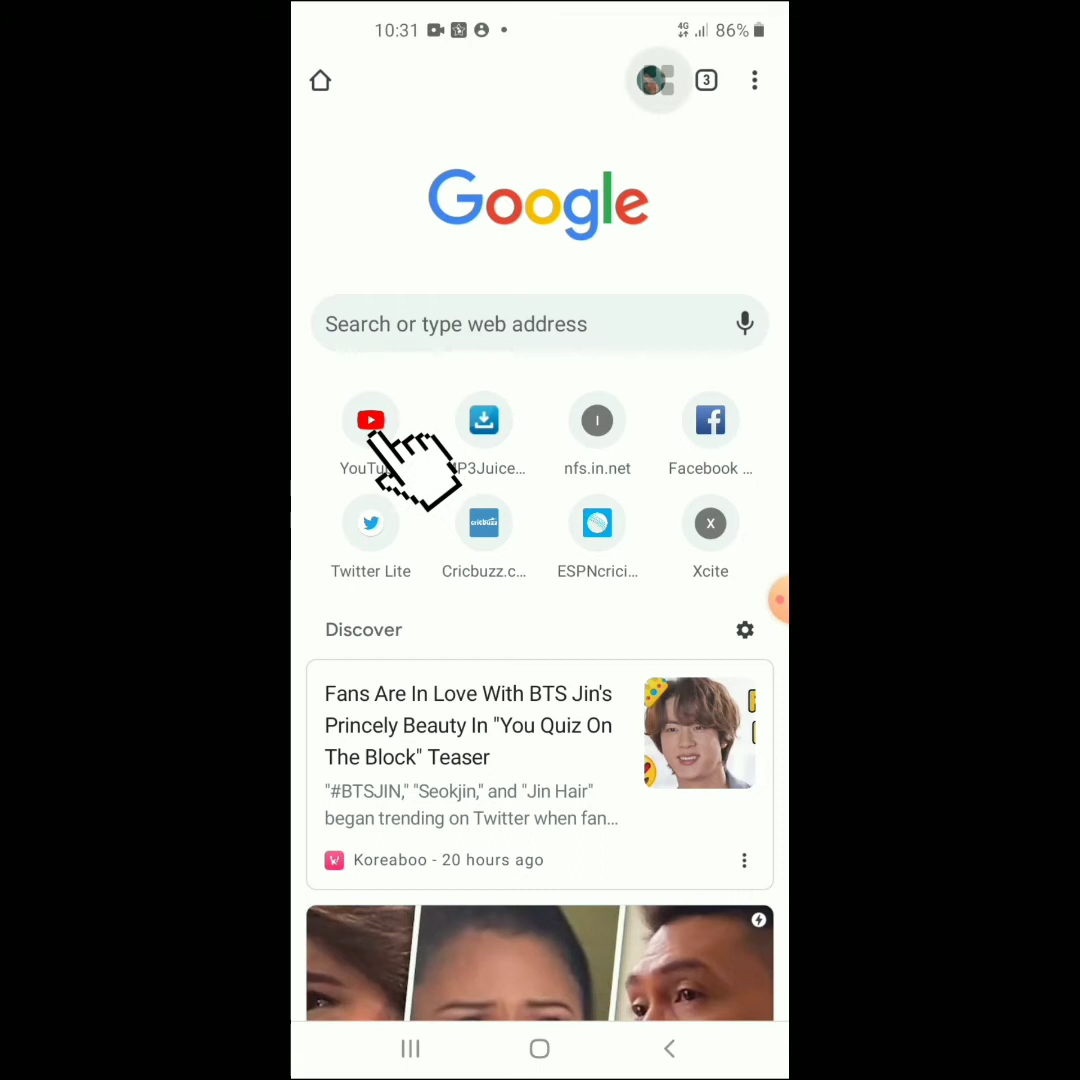 10:31 4G 86%
3
Google
Search or type web address
I
YouTu
P3Juice... nfs.in.net Facebook ...
cricbuzz X
Twitter Lite Cricbuzz.c... ESPNcrici... Xcite
Discover
Fans Are In Love With BTS Jin's
Princely Beauty In "You Quiz On
The Block" Teaser
"#BTSJIN," "Seokjin," and "Jin Hair"
began trending on Twitter when fan...
Koreaboo - 20 hours ago